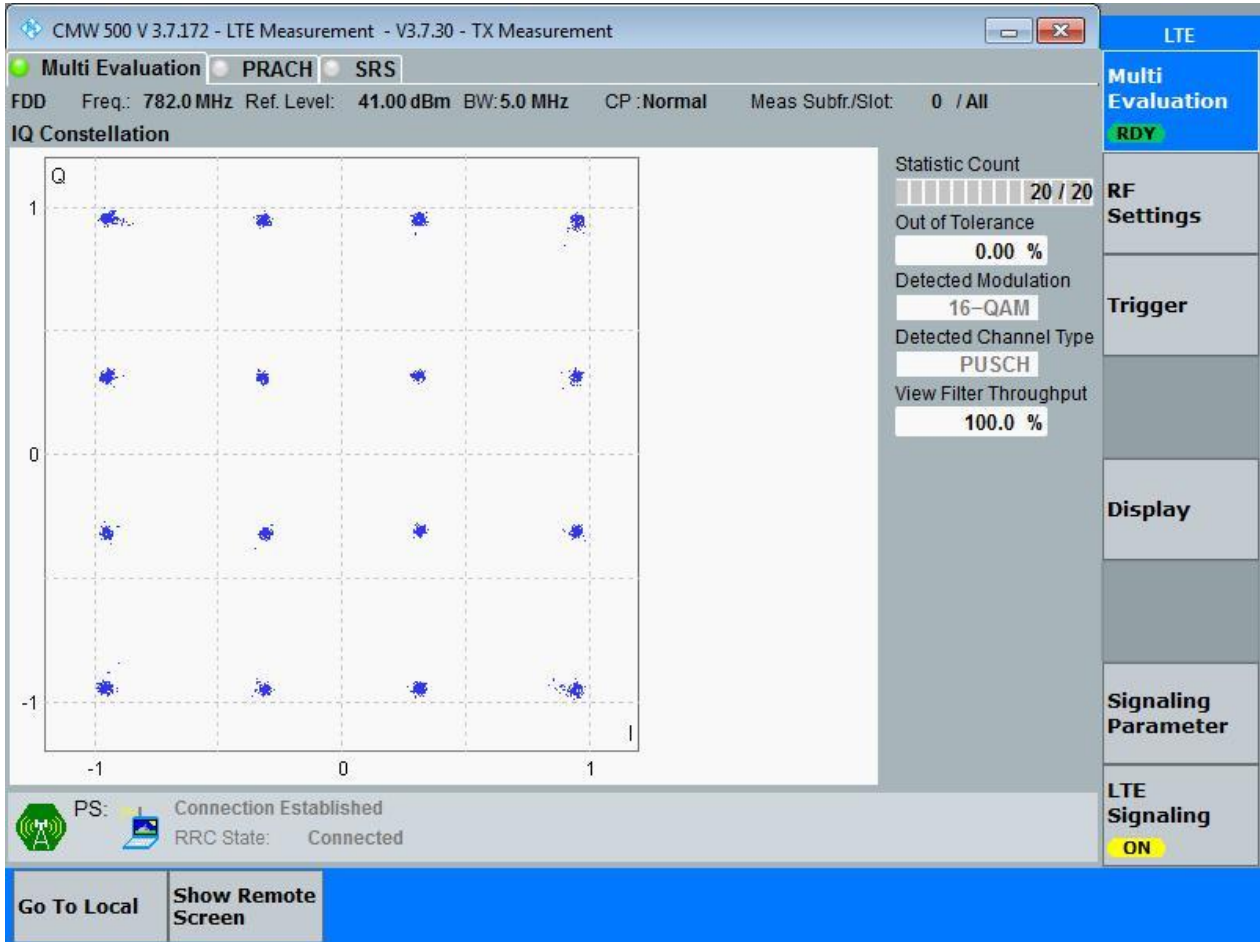 CMW 500 V 3.7.172 - LTE Measurement - V3.7.30 - TX Measurement
LTE
Multi Evaluation PRACH SRS
FDD Freq.: 782.0 MHz Ref. Level: 41.00 dBm BW: 5.0 MHz CP : Normal Meas Subfr./Slot: 0 / All
IQ Constellation
Q
1
0
-1
I
-1 0 1
Statistic Count
20 / 20
Out of Tolerance
0.00 %
Detected Modulation
16-QAM
Detected Channel Type
PUSCH
View Filter Throughput
100.0 %
Multi
Evaluation
RDY
RF
Settings
Trigger
Display
Signaling
Parameter
LTE
Signaling
ON
PS: Connection Established
RRC State: Connected
Go To Local
Show Remote
Screen